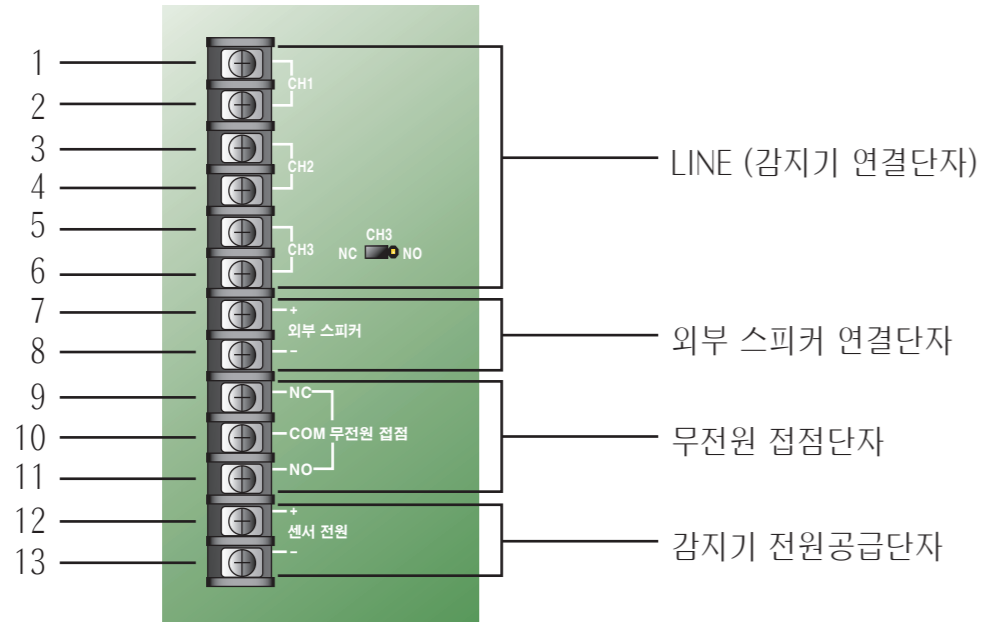 1
2
3
4
5
6
7
8
9
10
11
12
13
CH1
CH2
CH3
CH3
NC NO
+
외부 스피커
–
NC
COM 무전원 접점
NO
+
센서 전원
–
LINE (감지기 연결단자)
외부 스피커 연결단자
무전원 접점단자
감지기 전원공급단자